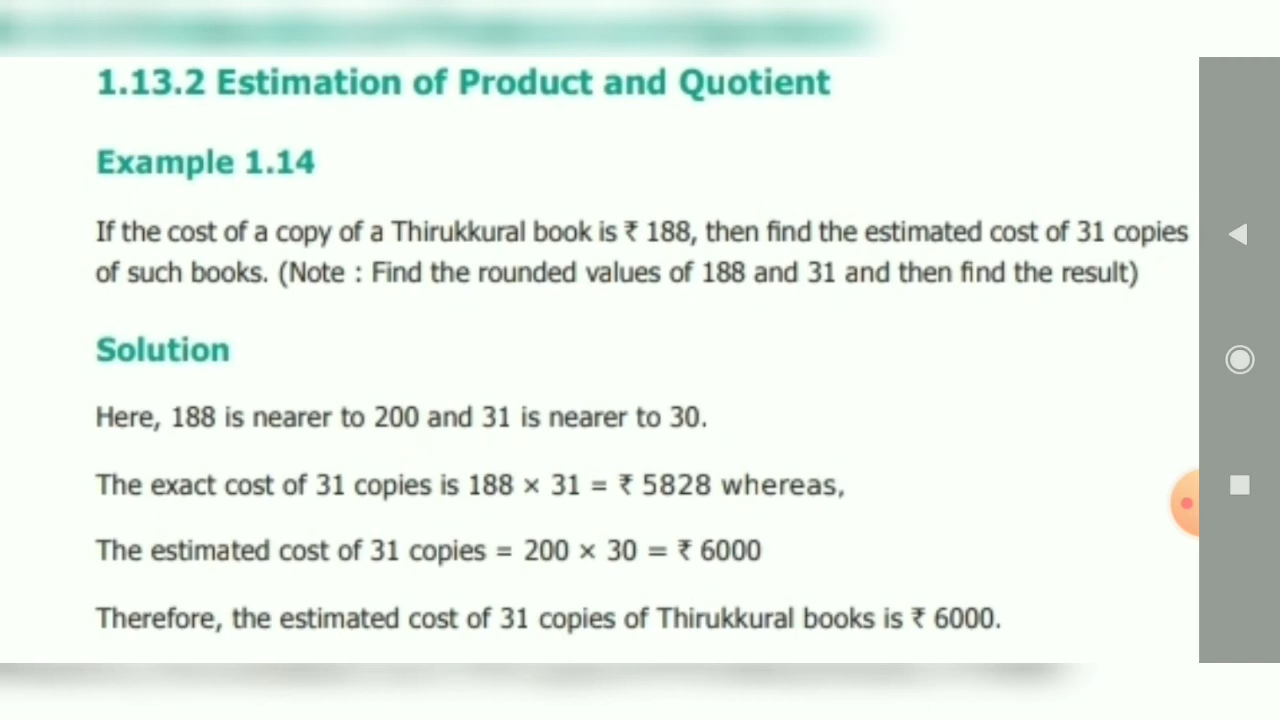 1.13.2 Estimation of Product and Quotient
Example 1.14
If the cost of a copy of a Thirukkural book is ₹ 188, then find the estimated cost of 31 copies
of such books. (Note : Find the rounded values of 188 and 31 and then find the result)
Solution
Here, 188 is nearer to 200 and 31 is nearer to 30.
The exact cost of 31 copies is 188 × 31 = ₹ 5828 whereas,
The estimated cost of 31 copies = 200 × 30 = ₹ 6000
Therefore, the estimated cost of 31 copies of Thirukkural books is ₹ 6000.